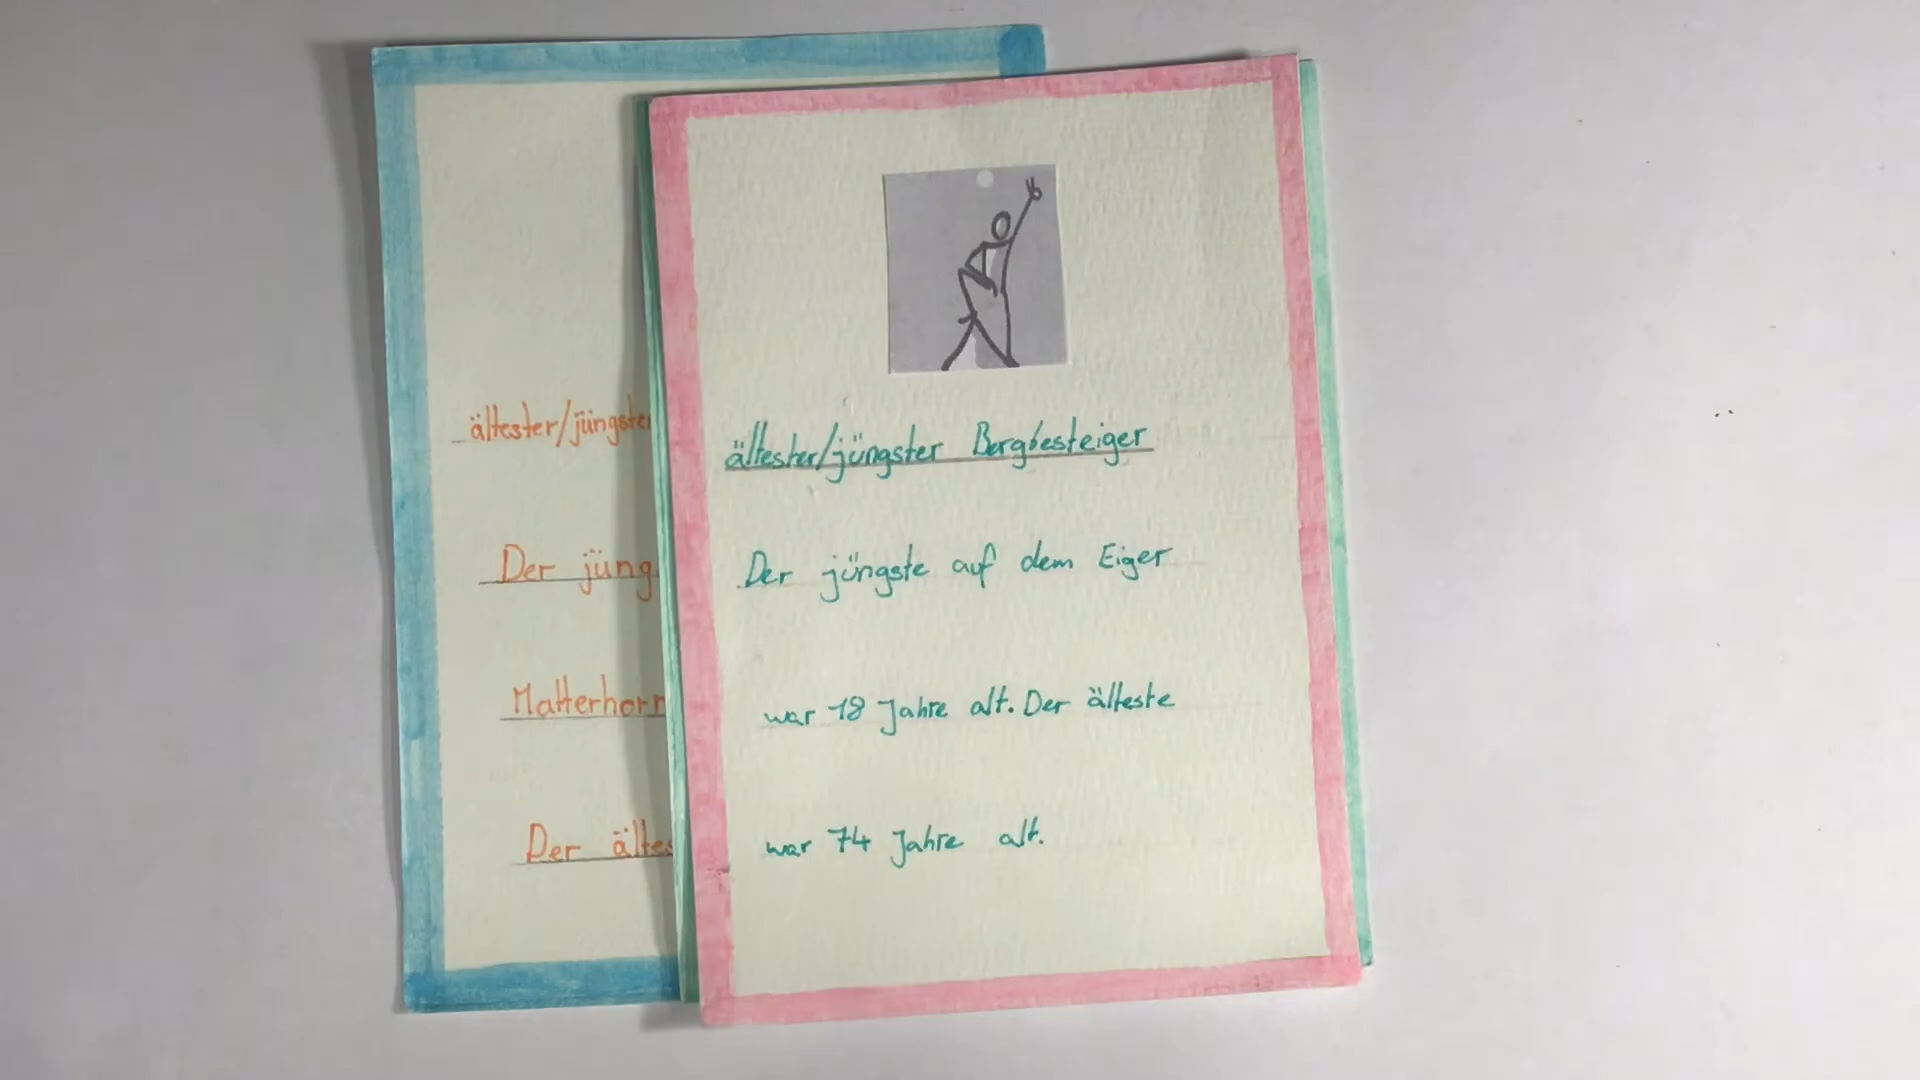 ältester/jüngster
Der jüng
Matterhorn
Der ältes
ältester/jüngster Bergbesteiger
Der jüngste auf dem Eiger
war 18 Jahre alt. Der älteste
war 74 Jahre alt.